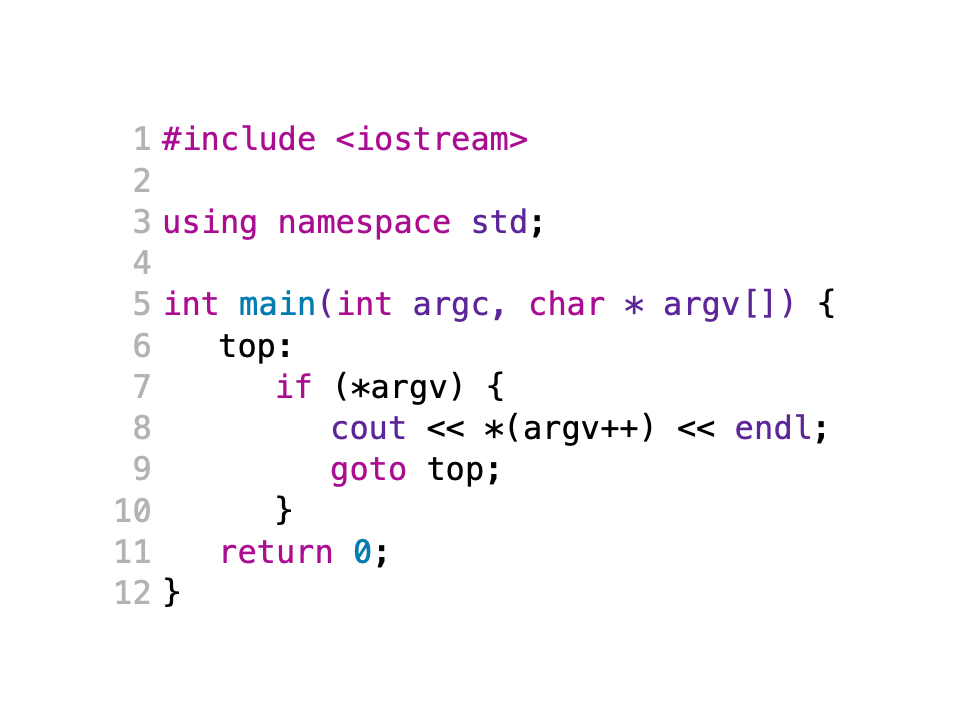 1 #include <iostream>
2
3 using namespace std;
4
5 int main(int argc, char * argv[]) {
6    top:
7       if (*argv) {
8          cout << *(argv++) << endl;
9          goto top;
10       }
11    return 0;
12 }